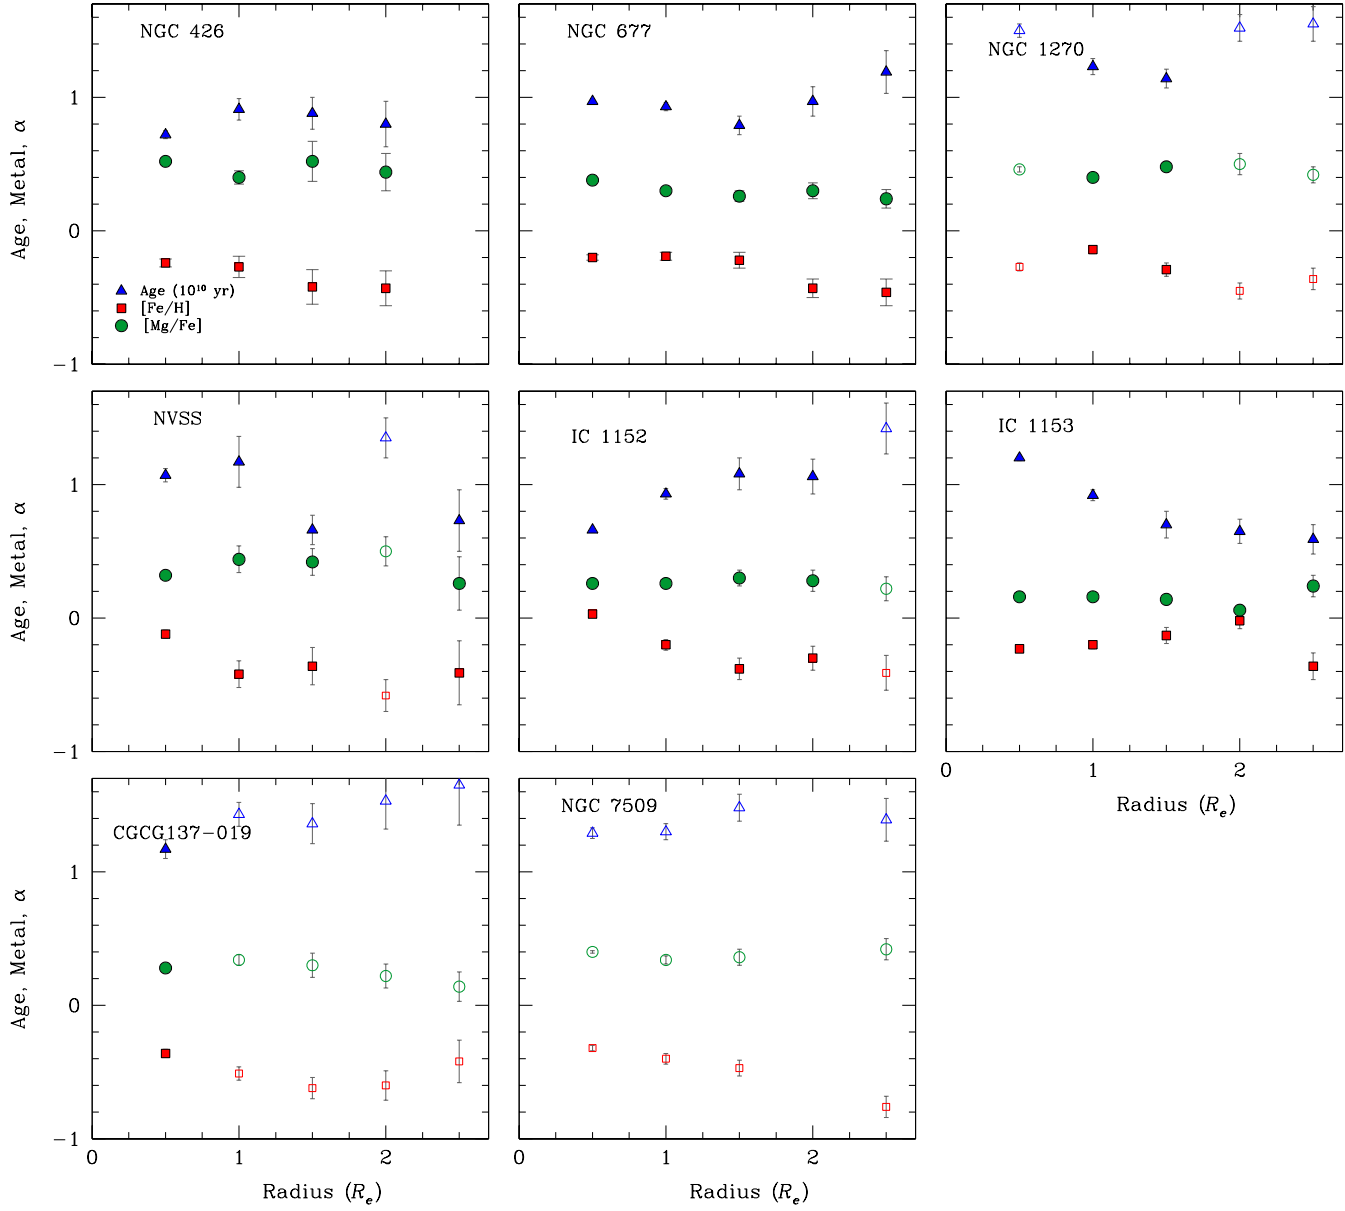 NGC 426
NGC 677
NGC 1270
1
0
−1
Age, Metal, α
Age (10¹⁰ yr)
[Fe/H]
[Mg/Fe]
NVSS
IC 1152
IC 1153
1
0
−1
Age, Metal, α
0 1 2
Radius (Rₑ)
CGCG137−019
NGC 7509
1
0
−1
Age, Metal, α
0 1 2
0 1 2
Radius (Rₑ)
Radius (Rₑ)